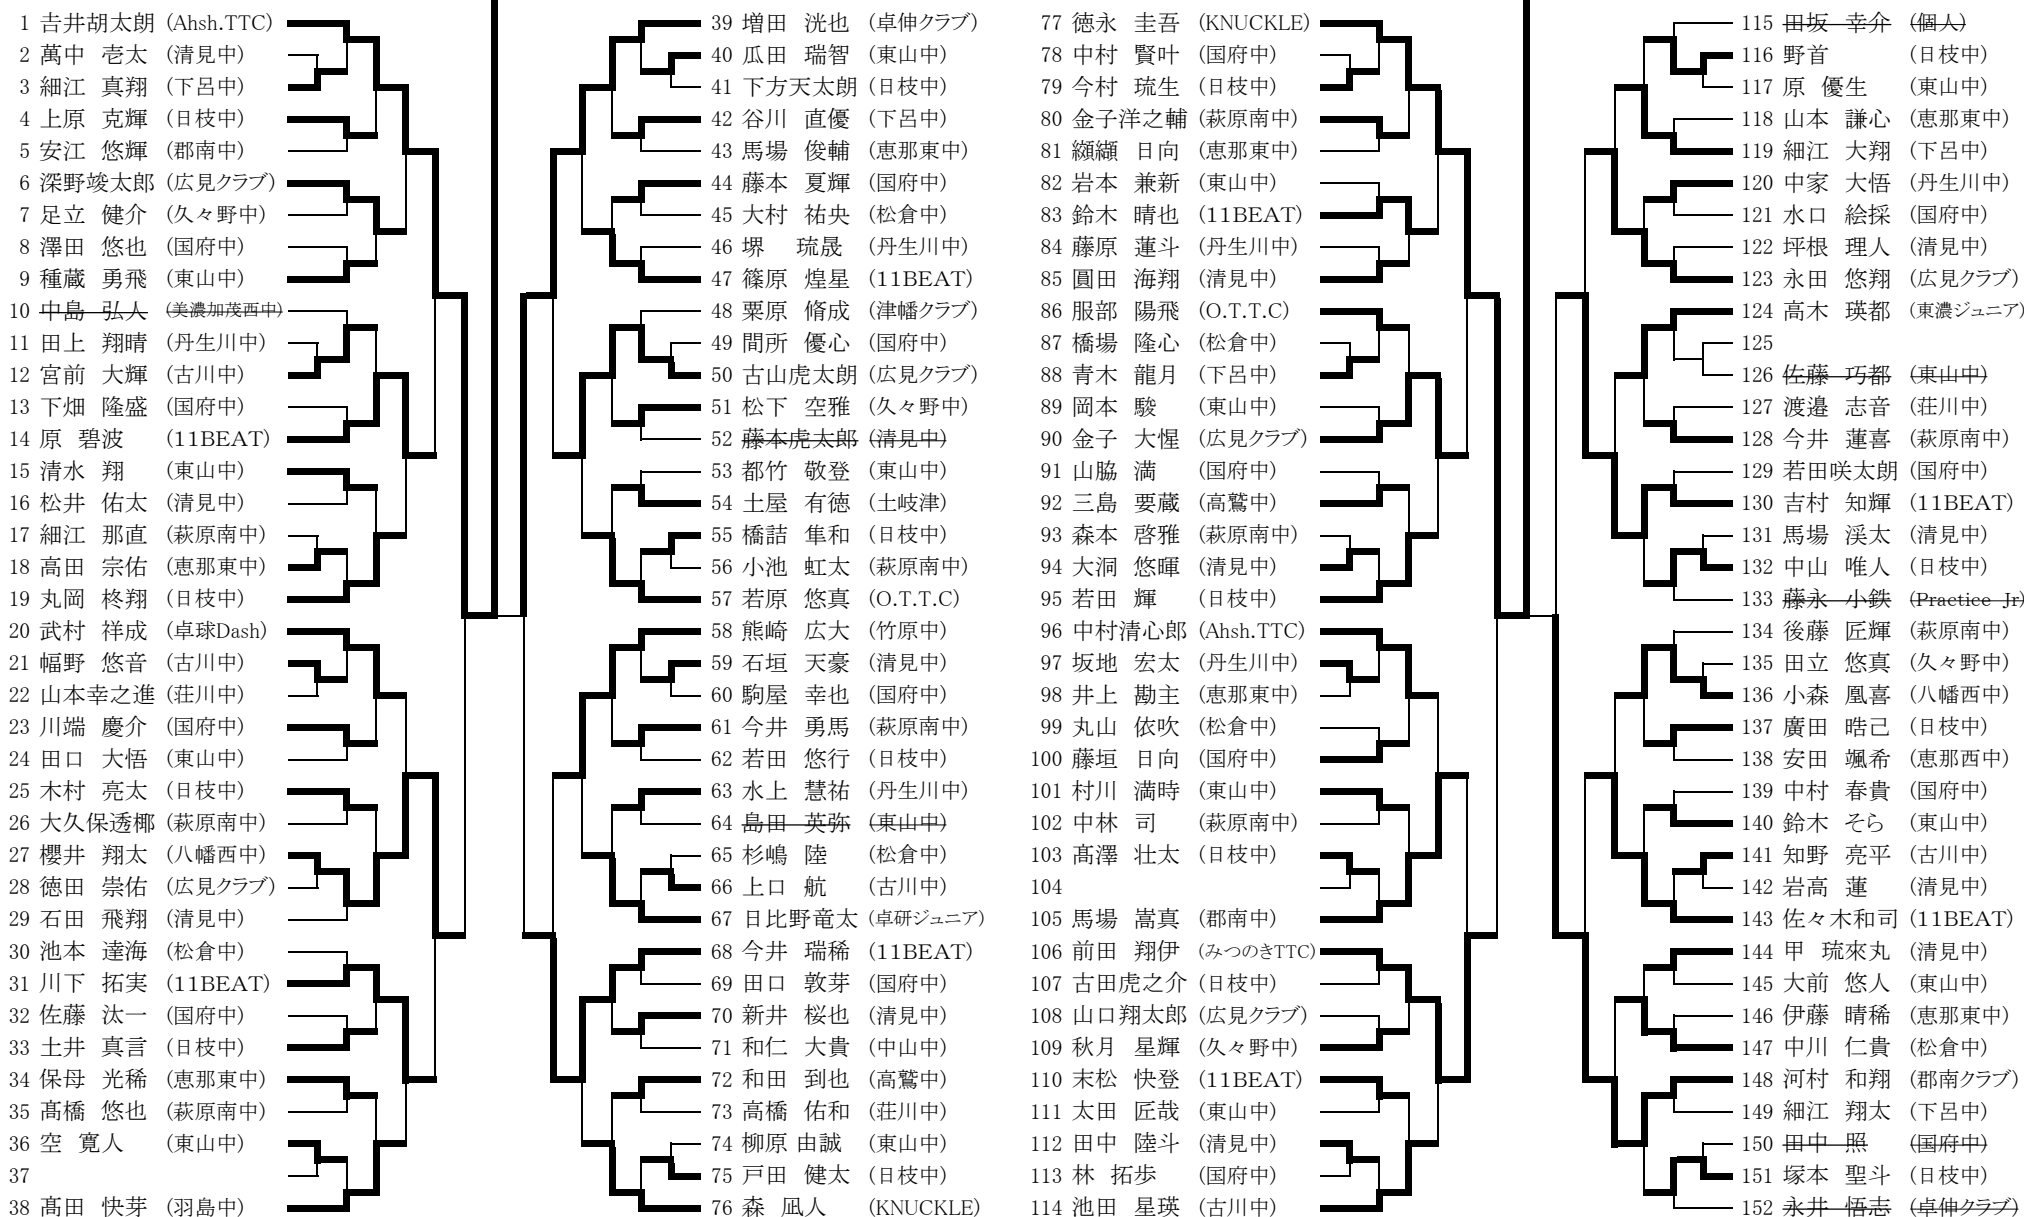 1 吉井胡太朗 (Ahsh.TTC)
2 萬中 壱太 (清見中)
3 細江 真翔 (下呂中)
4 上原 克輝 (日枝中)
5 安江 悠輝 (郡南中)
6 深野竣太郎 (広見クラブ)
7 足立 健介 (久々野中)
8 澤田 悠也 (国府中)
9 種蔵 勇飛 (東山中)
10 中島 弘人 (美濃加茂西中)
11 田上 翔晴 (丹生川中)
12 宮前 大輝 (古川中)
13 下畑 隆盛 (国府中)
14 原 碧波 (11BEAT)
15 清水 翔 (東山中)
16 松井 佑太 (清見中)
17 細江 那直 (萩原南中)
18 高田 宗佑 (恵那東中)
19 丸岡 柊翔 (日枝中)
20 武村 祥成 (卓球Dash)
21 幅野 悠音 (古川中)
22 山本幸之進 (荘川中)
23 川端 慶介 (国府中)
24 田口 大悟 (東山中)
25 木村 亮太 (日枝中)
26 大久保透椰 (萩原南中)
27 櫻井 翔太 (八幡西中)
28 徳田 崇佑 (広見クラブ)
29 石田 飛翔 (清見中)
30 池本 達海 (松倉中)
31 川下 拓実 (11BEAT)
32 佐藤 汰一 (国府中)
33 土井 真言 (日枝中)
34 保母 光稀 (恵那東中)
35 髙橋 悠也 (萩原南中)
36 空 寛人 (東山中)
37
38 髙田 快芽 (羽島中)
39 増田 洸也 (卓伸クラブ)
40 瓜田 瑞智 (東山中)
41 下方天太朗 (日枝中)
42 谷川 直優 (下呂中)
43 馬場 俊輔 (恵那東中)
44 藤本 夏輝 (国府中)
45 大村 祐央 (松倉中)
46 堺 琉晟 (丹生川中)
47 篠原 煌星 (11BEAT)
48 粟原 脩成 (津幡クラブ)
49 間所 優心 (国府中)
50 古山虎太朗 (広見クラブ)
51 松下 空雅 (久々野中)
52 藤本虎太郎 (清見中)
53 都竹 敬登 (東山中)
54 土屋 有徳 (土岐津)
55 橋詰 隼和 (日枝中)
56 小池 虹太 (萩原南中)
57 若原 悠真 (O.T.T.C)
58 熊崎 広大 (竹原中)
59 石垣 天豪 (清見中)
60 駒屋 幸也 (国府中)
61 今井 勇馬 (萩原南中)
62 若田 悠行 (日枝中)
63 水上 慧祐 (丹生川中)
64 島田 英弥 (東山中)
65 杉嶋 陸 (松倉中)
66 上口 航 (古川中)
67 日比野竜太 (卓研ジュニア)
68 今井 瑞稀 (11BEAT)
69 田口 敦芽 (国府中)
70 新井 桜也 (清見中)
71 和仁 大貴 (中山中)
72 和田 到也 (高鷲中)
73 高橋 佑和 (荘川中)
74 柳原 由誠 (東山中)
75 戸田 健太 (日枝中)
76 森 凪人 (KNUCKLE)
77 徳永 圭吾 (KNUCKLE)
78 中村 賢叶 (国府中)
79 今村 琉生 (日枝中)
80 金子洋之輔 (萩原南中)
81 纐纈 日向 (恵那東中)
82 岩本 兼新 (東山中)
83 鈴木 晴也 (11BEAT)
84 藤原 蓮斗 (丹生川中)
85 圓田 海翔 (清見中)
86 服部 陽飛 (O.T.T.C)
87 橋場 隆心 (松倉中)
88 青木 龍月 (下呂中)
89 岡本 駿 (東山中)
90 金子 大惺 (広見クラブ)
91 山脇 満 (国府中)
92 三島 要蔵 (高鷲中)
93 森本 啓雅 (萩原南中)
94 大洞 悠暉 (清見中)
95 若田 輝 (日枝中)
96 中村清心郎 (Ahsh.TTC)
97 坂地 宏太 (丹生川中)
98 井上 勘主 (恵那東中)
99 丸山 依吹 (松倉中)
100 藤垣 日向 (国府中)
101 村川 満時 (東山中)
102 中林 司 (萩原南中)
103 髙澤 壮太 (日枝中)
104
105 馬場 嵩真 (郡南中)
106 前田 翔伊 (みつのきTTC)
107 古田虎之介 (日枝中)
108 山口翔太郎 (広見クラブ)
109 秋月 星輝 (久々野中)
110 末松 快登 (11BEAT)
111 太田 匠哉 (東山中)
112 田中 陸斗 (清見中)
113 林 拓歩 (国府中)
114 池田 星瑛 (古川中)
115 田坂 幸介 (個人)
116 野首 (日枝中)
117 原 優生 (東山中)
118 山本 謙心 (恵那東中)
119 細江 大翔 (下呂中)
120 中家 大悟 (丹生川中)
121 水口 絵採 (国府中)
122 坪根 理人 (清見中)
123 永田 悠翔 (広見クラブ)
124 高木 瑛都 (東濃ジュニア)
125
126 佐藤 巧都 (東山中)
127 渡邉 志音 (荘川中)
128 今井 蓮喜 (萩原南中)
129 若田咲太朗 (国府中)
130 吉村 知輝 (11BEAT)
131 馬場 渓太 (清見中)
132 中山 唯人 (日枝中)
133 藤永 小鉄 (Practice Jr)
134 後藤 匠輝 (萩原南中)
135 田立 悠真 (久々野中)
136 小森 凰喜 (八幡西中)
137 廣田 晧己 (日枝中)
138 安田 颯希 (恵那西中)
139 中村 春貴 (国府中)
140 鈴木 そら (東山中)
141 知野 亮平 (古川中)
142 岩高 蓮 (清見中)
143 佐々木和司 (11BEAT)
144 甲 琉來丸 (清見中)
145 大前 悠人 (東山中)
146 伊藤 晴稀 (恵那東中)
147 中川 仁貴 (松倉中)
148 河村 和翔 (郡南クラブ)
149 細江 翔太 (下呂中)
150 田中 照 (国府中)
151 塚本 聖斗 (日枝中)
152 永井 悟志 (卓伸クラブ)